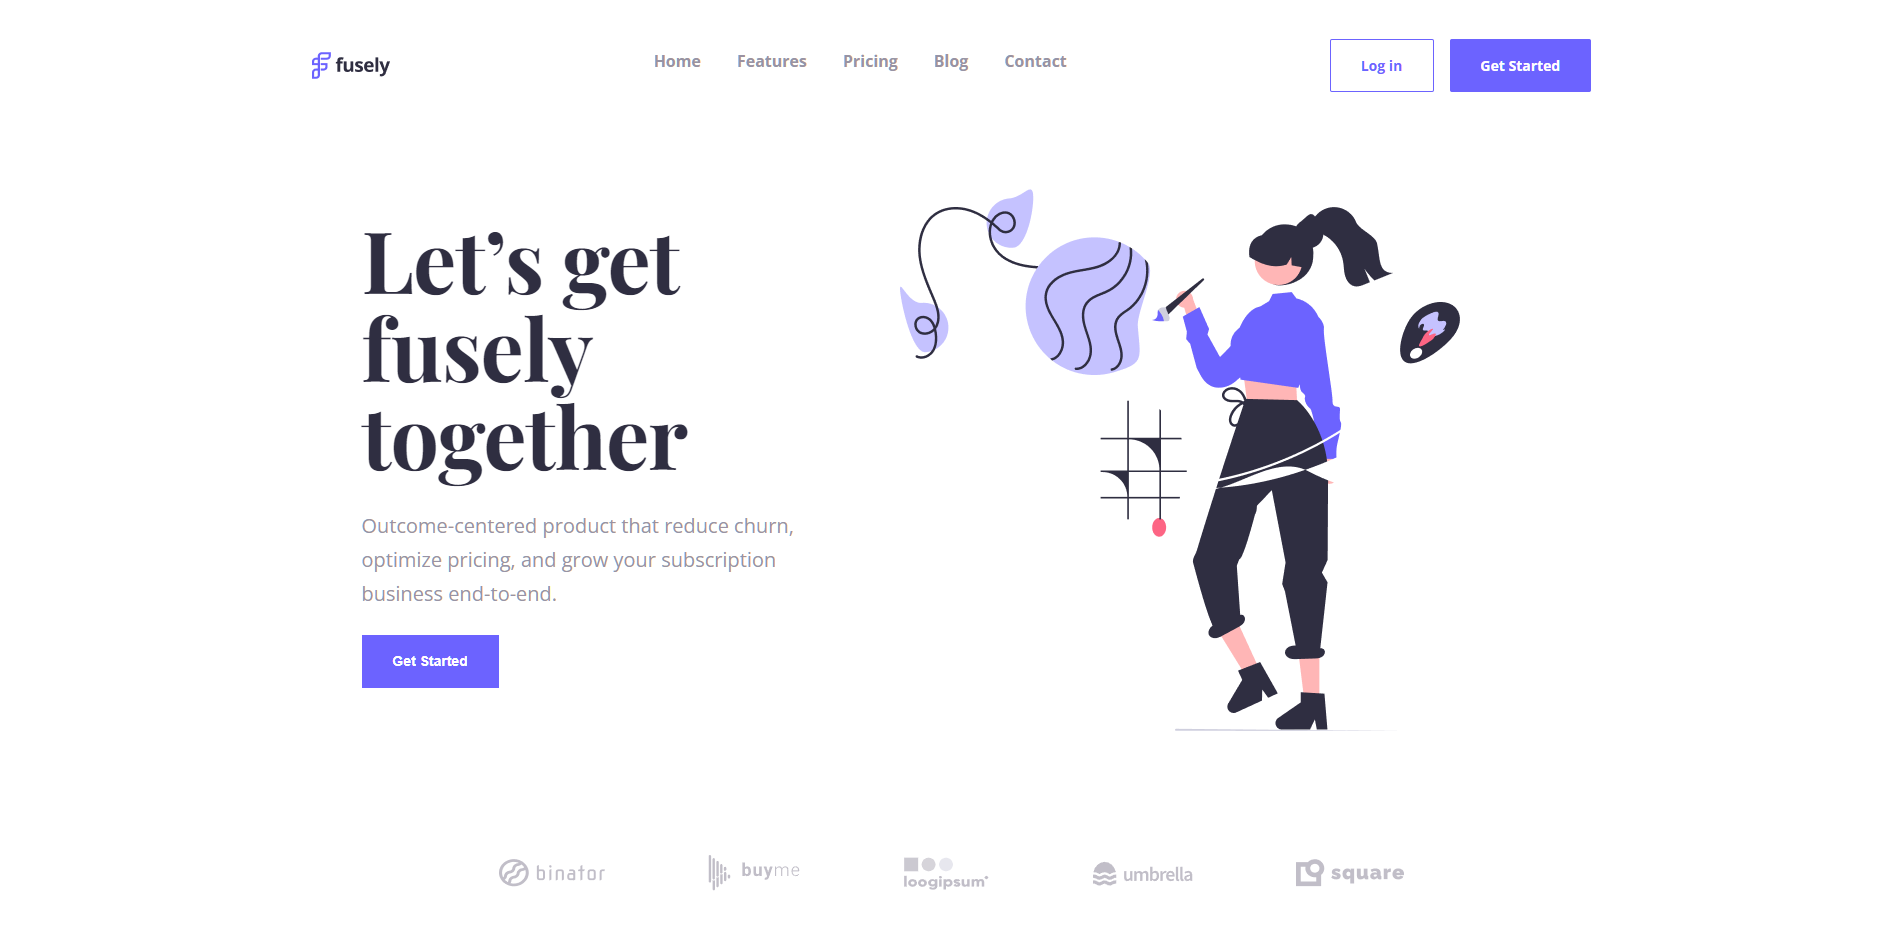 fusely
Home Features Pricing Blog Contact
Log in
Get Started
Let’s get
fusely
together
Outcome-centered product that reduce churn,
optimize pricing, and grow your subscription
business end-to-end.
Get Started
binator
buyme
loogipsum
umbrella
square